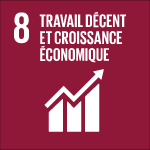 8 TRAVAIL DÉCENT
ET CROISSANCE
ÉCONOMIQUE